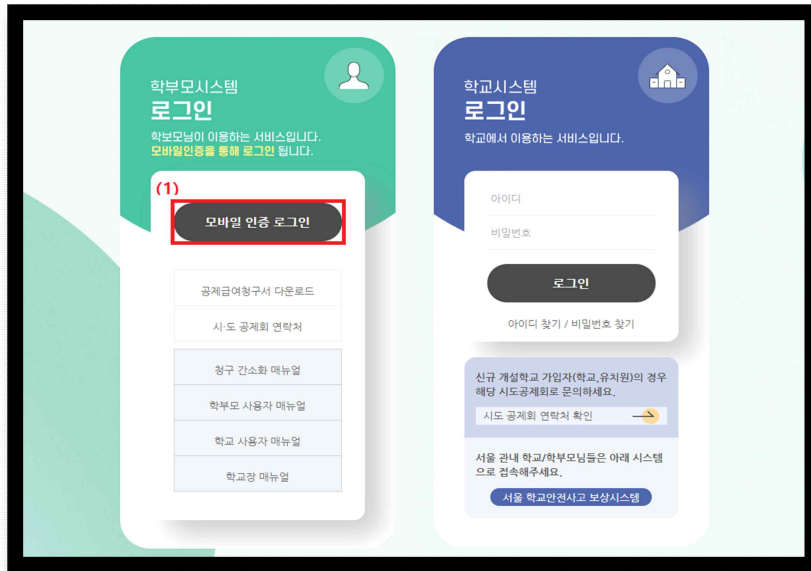 학부모시스템
로그인
학보모님이 이용하는 서비스입니다.
모바일인증을 통해 로그인 됩니다.
(1)
모바일 인증 로그인
공제급여청구서 다운로드
시·도 공제회 연락처
청구 간소화 매뉴얼
학부모 사용자 매뉴얼
학교 사용자 매뉴얼
학교장 매뉴얼
학교시스템
로그인
학교에서 이용하는 서비스입니다.
아이디
비밀번호
로그인
아이디 찾기 / 비밀번호 찾기
신규 개설학교 가입자(학교,유치원)의 경우
해당 시도공제회로 문의하세요.
시도 공제회 연락처 확인
서울 관내 학교/학부모님들은 아래 시스템
으로 접속해주세요.
서울 학교안전사고 보상시스템